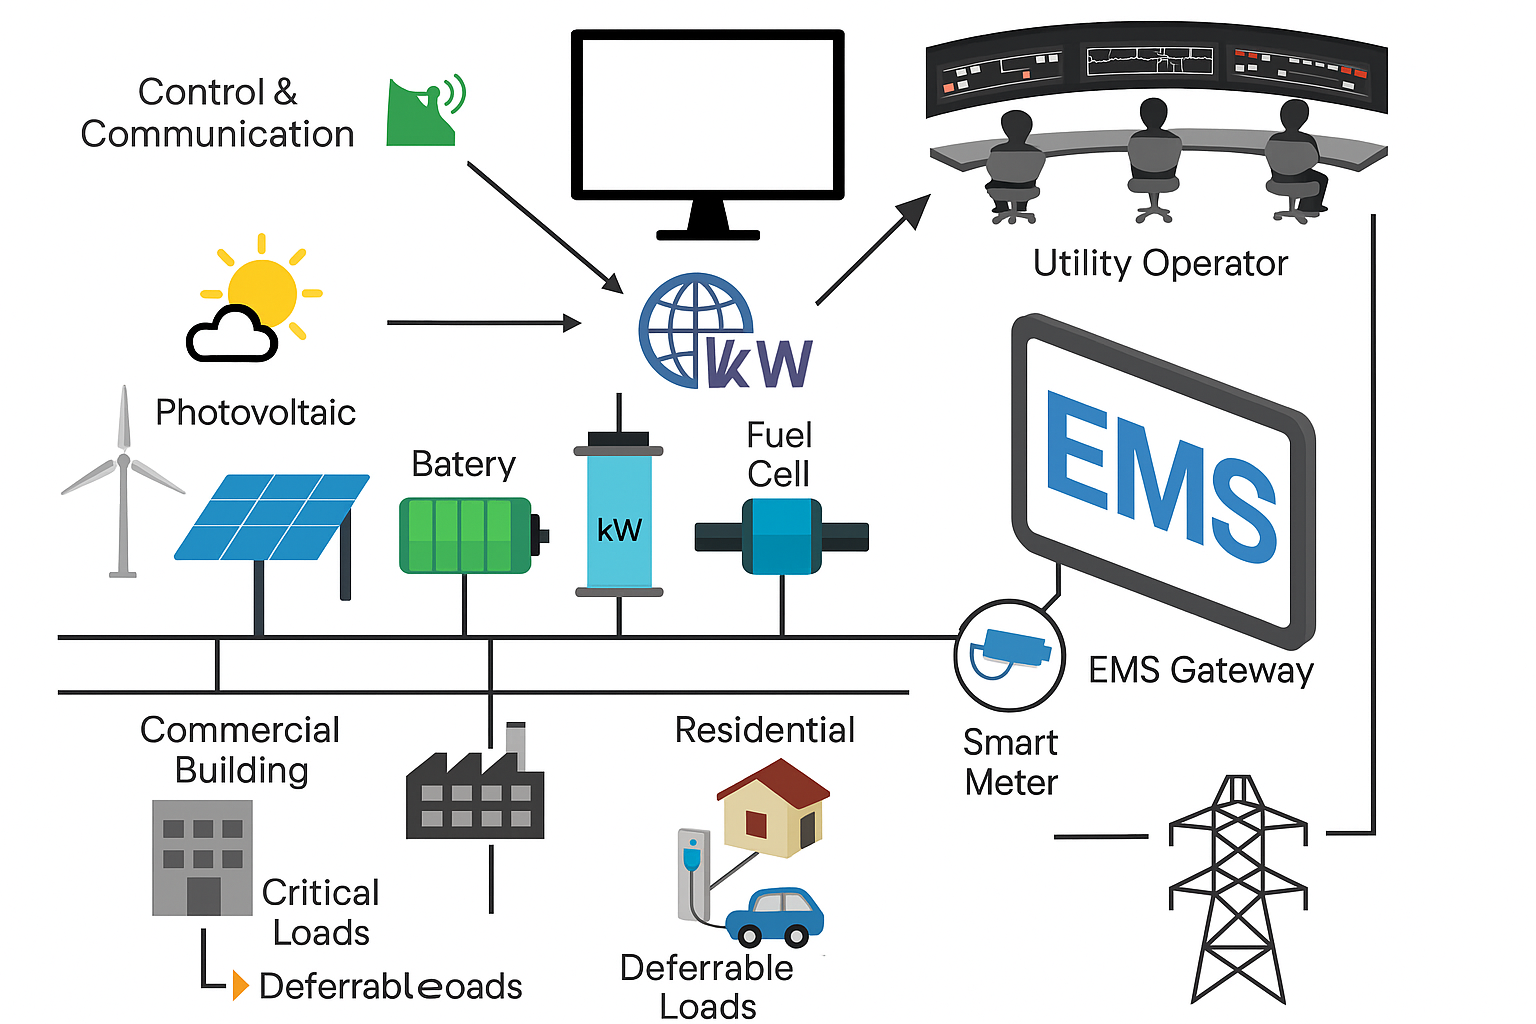 Control &
Communication
Utility Operator
VkW
Photovoltaic
Batery
Fuel
Cell
kW
EMS
EMS Gateway
Smart
Meter
Commercial
Building
Residential
Critical
Loads
Deferrableoads
Deferrable
Loads